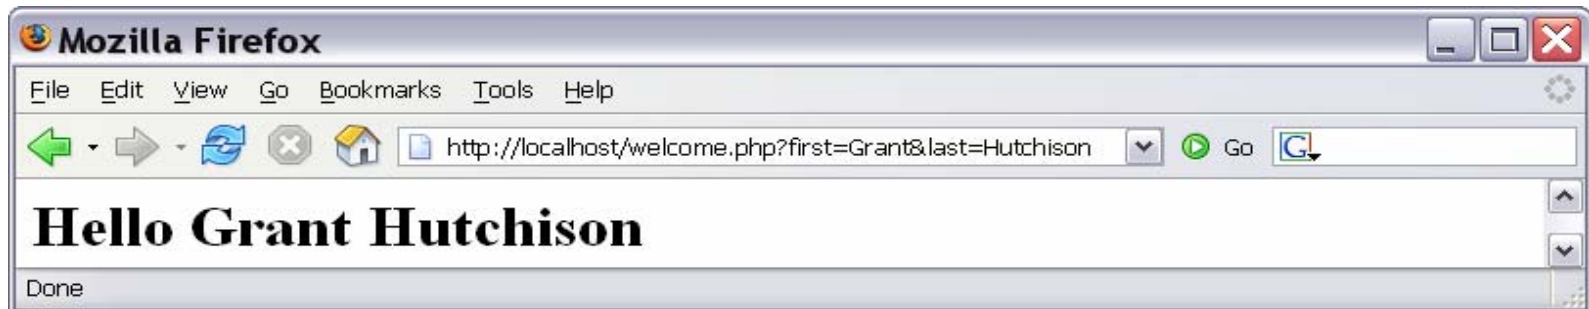 Mozilla Firefox
File Edit View Go Bookmarks Tools Help
http://localhost/welcome.php?first=Grant&last=Hutchison Go G
Hello Grant Hutchison
Done